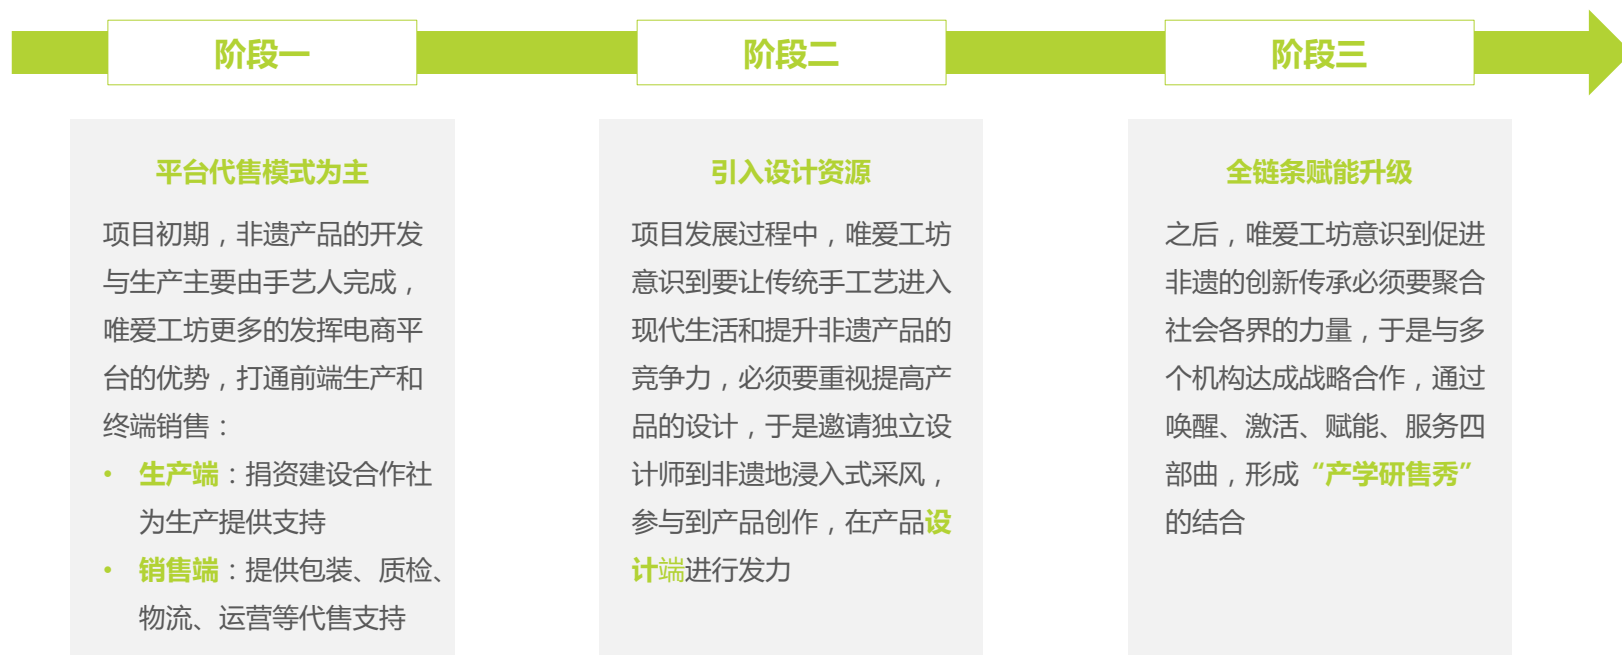 阶段一
阶段二
阶段三
平台代售模式为主
项目初期，非遗产品的开发
与生产主要由手艺人完成，
唯爱工坊更多的发挥电商平
台的优势，打通前端生产和
终端销售：
• 生产端：捐资建设合作社
为生产提供支持
• 销售端：提供包装、质检、
物流、运营等代售支持
引入设计资源
项目发展过程中，唯爱工坊
意识到要让传统手工艺进入
现代生活和提升非遗产品的
竞争力，必须要重视提高产
品的设计，于是邀请独立设
计师到非遗地浸入式采风，
参与到产品创作，在产品设
计端进行发力
全链条赋能升级
之后，唯爱工坊意识到促进
非遗的创新传承必须要聚合
社会各界的力量，于是与多
个机构达成战略合作，通过
唤醒、激活、赋能、服务四
部曲，形成“产学研售秀”
的结合